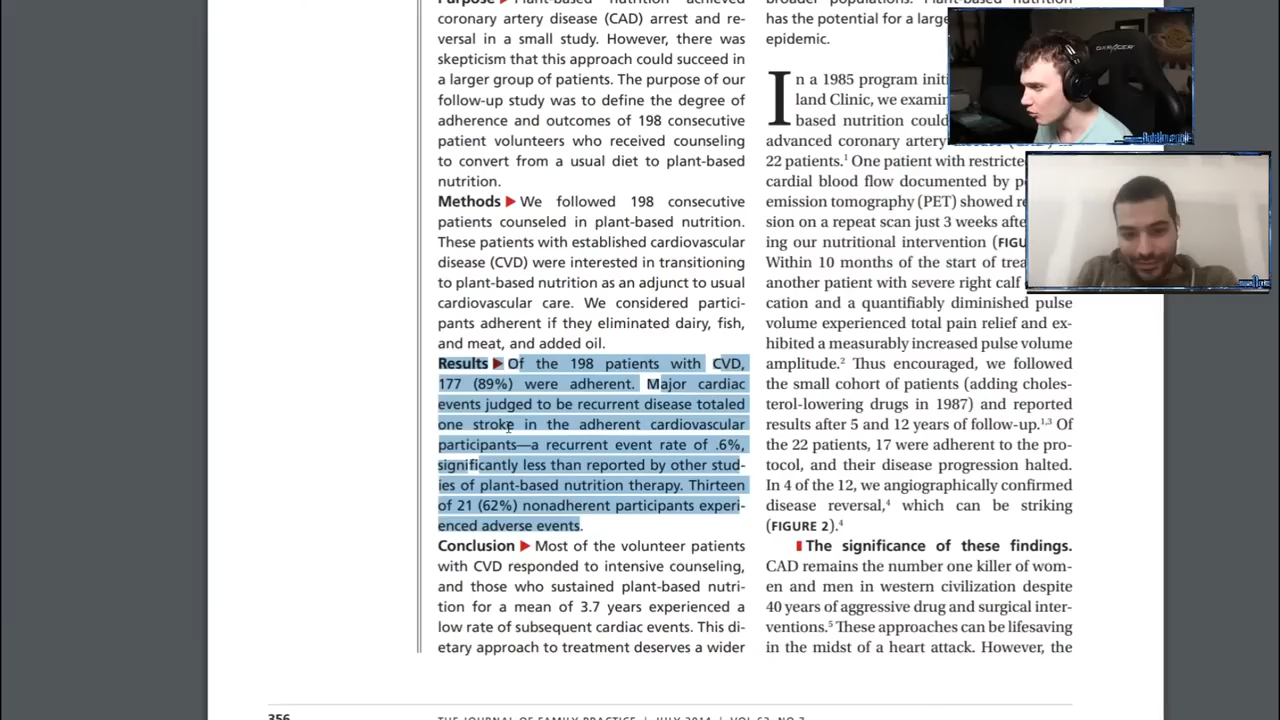 Purpose ▶ Plant-based nutrition achieved
coronary artery disease (CAD) arrest and re-
versal in a small study. However, there was
skepticism that this approach could succeed in
a larger group of patients. The purpose of our
follow-up study was to define the degree of
adherence and outcomes of 198 consecutive
patient volunteers who received counseling
to convert from a usual diet to plant-based
nutrition.
Methods ▶ We followed 198 consecutive
patients counseled in plant-based nutrition.
These patients with established cardiovascular
disease (CVD) were interested in transitioning
to plant-based nutrition as an adjunct to usual
cardiovascular care. We considered partici-
pants adherent if they eliminated dairy, fish,
and meat, and added oil.
Results ▶ Of the 198 patients with CVD,
177 (89%) were adherent. Major cardiac
events judged to be recurrent disease totaled
one stroke in the adherent cardiovascular
participants—a recurrent event rate of .6%,
significantly less than reported by other stud-
ies of plant-based nutrition therapy. Thirteen
of 21 (62%) nonadherent participants experi-
enced adverse events.
Conclusion ▶ Most of the volunteer patients
with CVD responded to intensive counseling,
and those who sustained plant-based nutri-
tion for a mean of 3.7 years experienced a
low rate of subsequent cardiac events. This di-
etary approach to treatment deserves a wider
broader populations. Plant-based nutrition
has the potential for a large
epidemic.
In a 1985 program initi
land Clinic, we examin
based nutrition could
advanced coronary artery
22 patients.1 One patient with restricte
cardial blood flow documented by p
emission tomography (PET) showed re
sion on a repeat scan just 3 weeks afte
ing our nutritional intervention (FIGU
Within 10 months of the start of trea
another patient with severe right calf
cation and a quantifiably diminished pulse
volume experienced total pain relief and ex-
hibited a measurably increased pulse volume
amplitude.2 Thus encouraged, we followed
the small cohort of patients (adding choles-
terol-lowering drugs in 1987) and reported
results after 5 and 12 years of follow-up.1,3 Of
the 22 patients, 17 were adherent to the pro-
tocol, and their disease progression halted.
In 4 of the 12, we angiographically confirmed
disease reversal,4 which can be striking
(FIGURE 2).4
The significance of these findings.
CAD remains the number one killer of wom-
en and men in western civilization despite
40 years of aggressive drug and surgical inter-
ventions.5 These approaches can be lifesaving
in the midst of a heart attack. However, the
356
THE JOURNAL OF FAMILY PRACTICE | JULY 2014 | VOL 63, NO 7